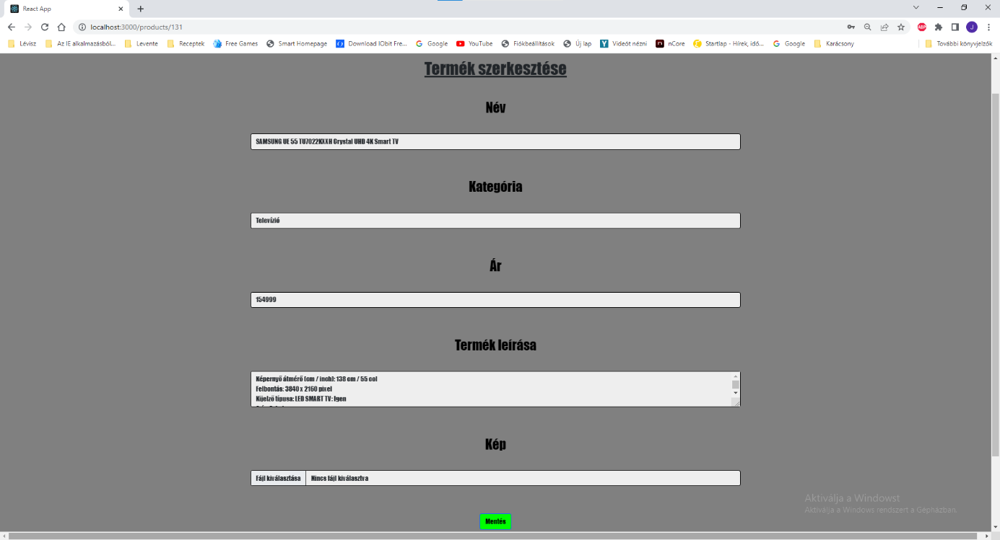 React App
localhost:3000/products/131
ABP
J
Lévisz
Az IE alkalmazásból...
Levente
Receptek
Free Games
Smart Homepage
Download IObit Fre...
Google
YouTube
Fiókbeállítások
Új lap
Videót nézni
nCore
Startlap - Hírek, idő...
Google
Karácsony
További könyvjelzők
Termék szerkesztése
Név
SAMSUNG UE 55 TU7022KXXH Crystal UHD 4K Smart TV
Kategória
Televízió
Ár
154999
Termék leírása
Képernyő átmérő (cm / inch): 138 cm / 55 col
Felbontás: 3840 x 2160 pixel
Kijelző típusa: LED SMART TV: Igen
Kép
Fájl kiválasztása
Nincs fájl kiválasztva
Mentés
Aktiválja a Windowst
Aktiválja a Windows rendszert a Gépházban.